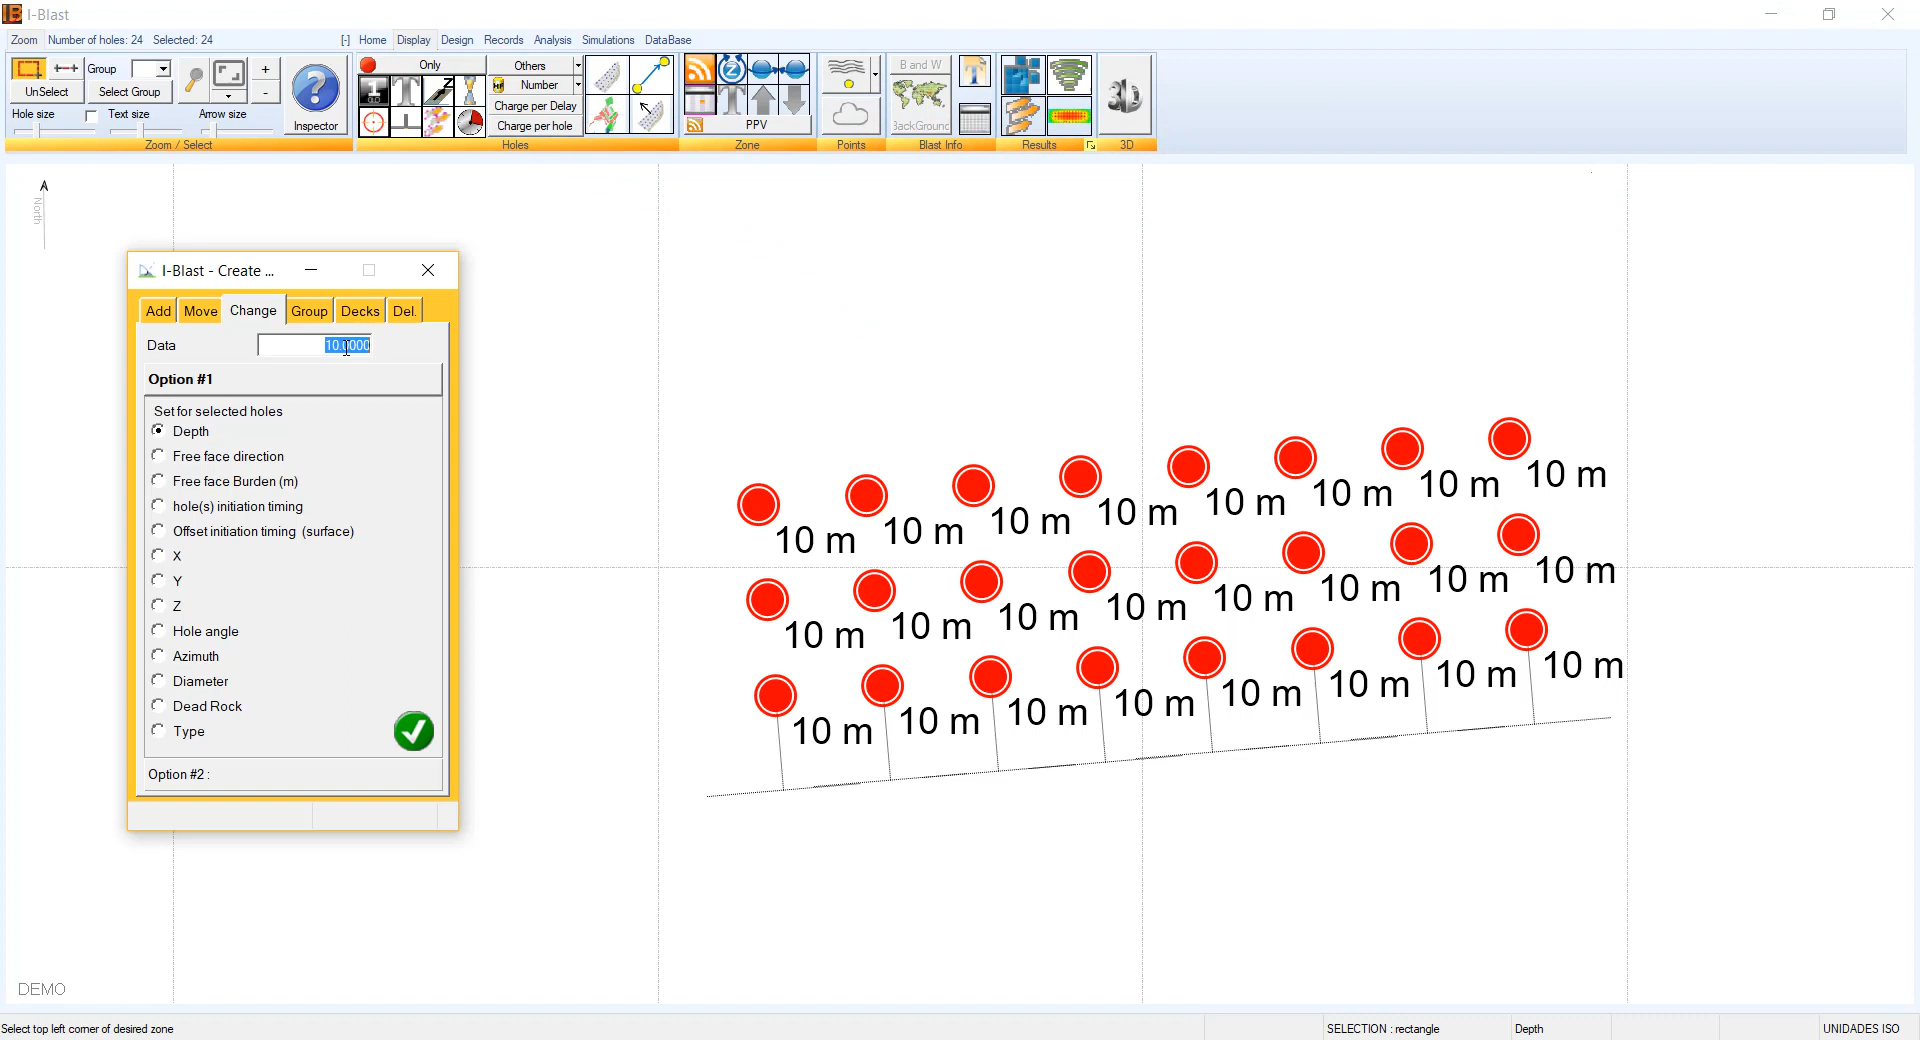 I-Blast
Zoom Number of holes: 24 Selected: 24 [-] Home Display Design Records Analysis Simulations DataBase
Group
UnSelect Select Group
Hole size Text size Arrow size
+
-
Inspector
Zoom / Select
Only
Others
Number
Charge per Delay
Charge per hole
Holes
PPV
Zone
Points
B and W
BackGround
Blast Info
Results
3D
3D
North
I-Blast - Create ...
Add Move Change Group Decks Del.
Data 10.0000
Option #1
Set for selected holes
Depth
Free face direction
Free face Burden (m)
hole(s) initiation timing
Offset initiation timing (surface)
X
Y
Z
Hole angle
Azimuth
Diameter
Dead Rock
Type
Option #2 :
10 m 10 m 10 m 10 m 10 m 10 m 10 m 10 m
10 m 10 m 10 m 10 m 10 m 10 m 10 m 10 m
10 m 10 m 10 m 10 m 10 m 10 m 10 m 10 m
DEMO
Select top left corner of desired zone SELECTION : rectangle Depth UNIDADES ISO